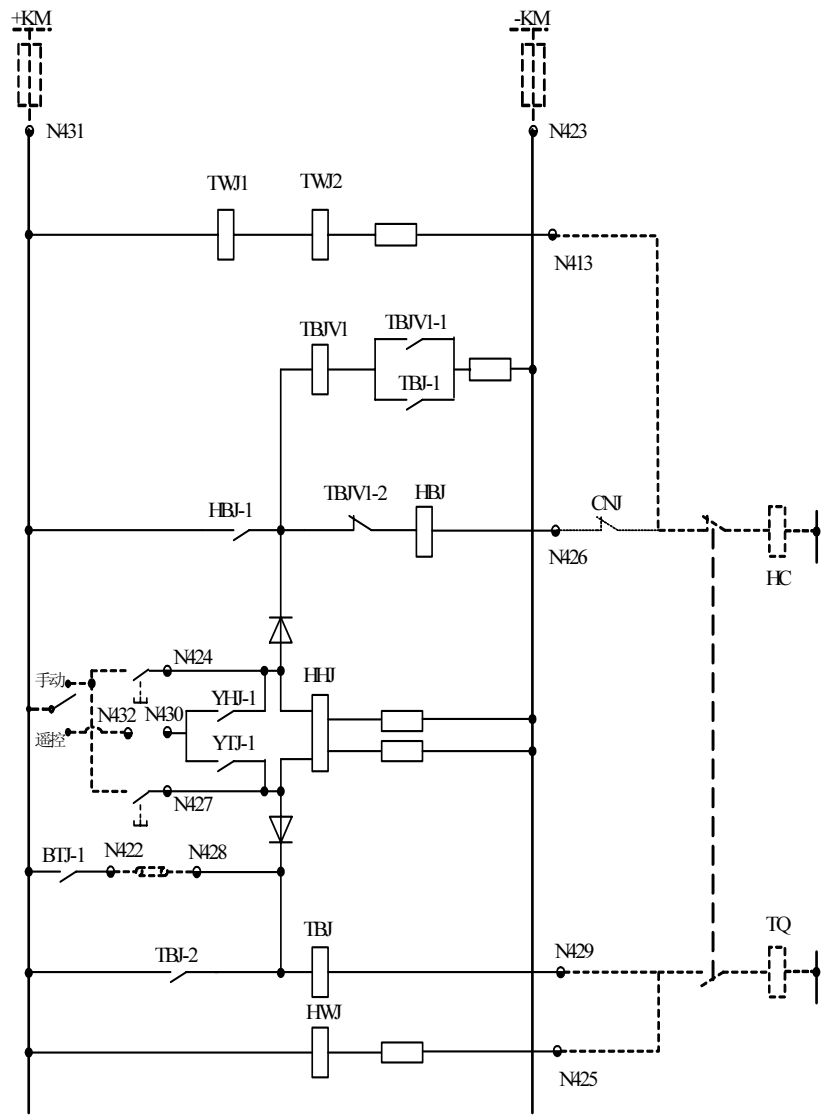 +KM -KM
N431 N423
TWJ1 TWJ2
N413
TBJV1 TBJV1-1
TBJ-1
HBJ-1 TBJV1-2 HBJ CNJ
N426
HC
手动 N424 HHJ
YHJ-1
N432 N430
遥控 YTJ-1
N427
BTJ-1 N422 N428
TBJ-2 TBJ N429 TQ
HWJ
N425